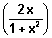 (2x / (1 + x²))